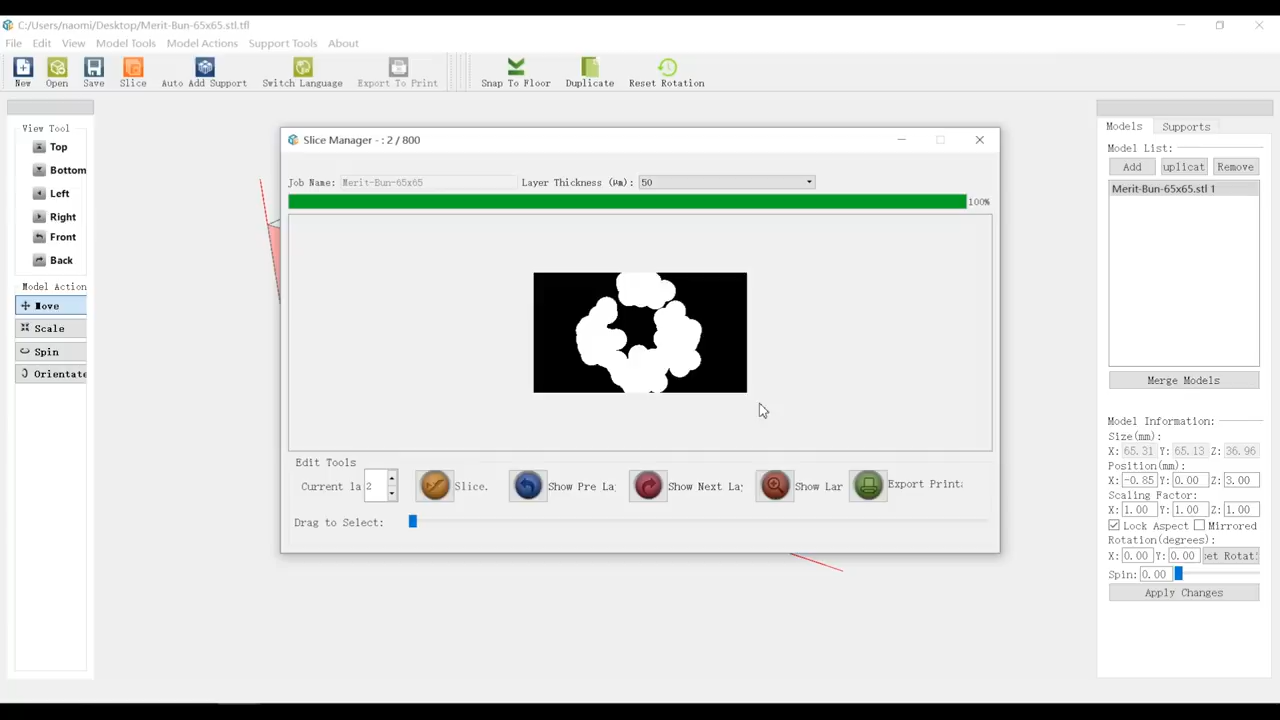 C:/Users/naomi/Desktop/Merit-Bun-65x65.stl.tfl
File Edit View Model Tools Model Actions Support Tools About
New Open Save Slice Auto Add Support Switch Language Export To Print Snap To Floor Duplicate Reset Rotation
View Tool
Top
Bottom
Left
Right
Front
Back
Model Action
Move
Scale
Spin
Orientate
Slice Manager - : 2 / 800
Job Name: Merit-Bun-65x65 Layer Thickness (μm): 50
100%
Edit Tools
Current la 2 Slice. Show Pre La Show Next La Show Lar Export Print
Drag to Select:
Models Supports
Model List:
Add uplicat Remove
Merit-Bun-65x65.stl 1
Merge Models
Model Information:
Size(mm):
X: 65.31 Y: 65.13 Z: 36.96
Position(mm):
X: -0.85 Y: 0.00 Z: 3.00
Scaling Factor:
X: 1.00 Y: 1.00 Z: 1.00
Lock Aspect Mirrored
Rotation(degrees):
X: 0.00 Y: 0.00 et Rotat
Spin: 0.00
Apply Changes